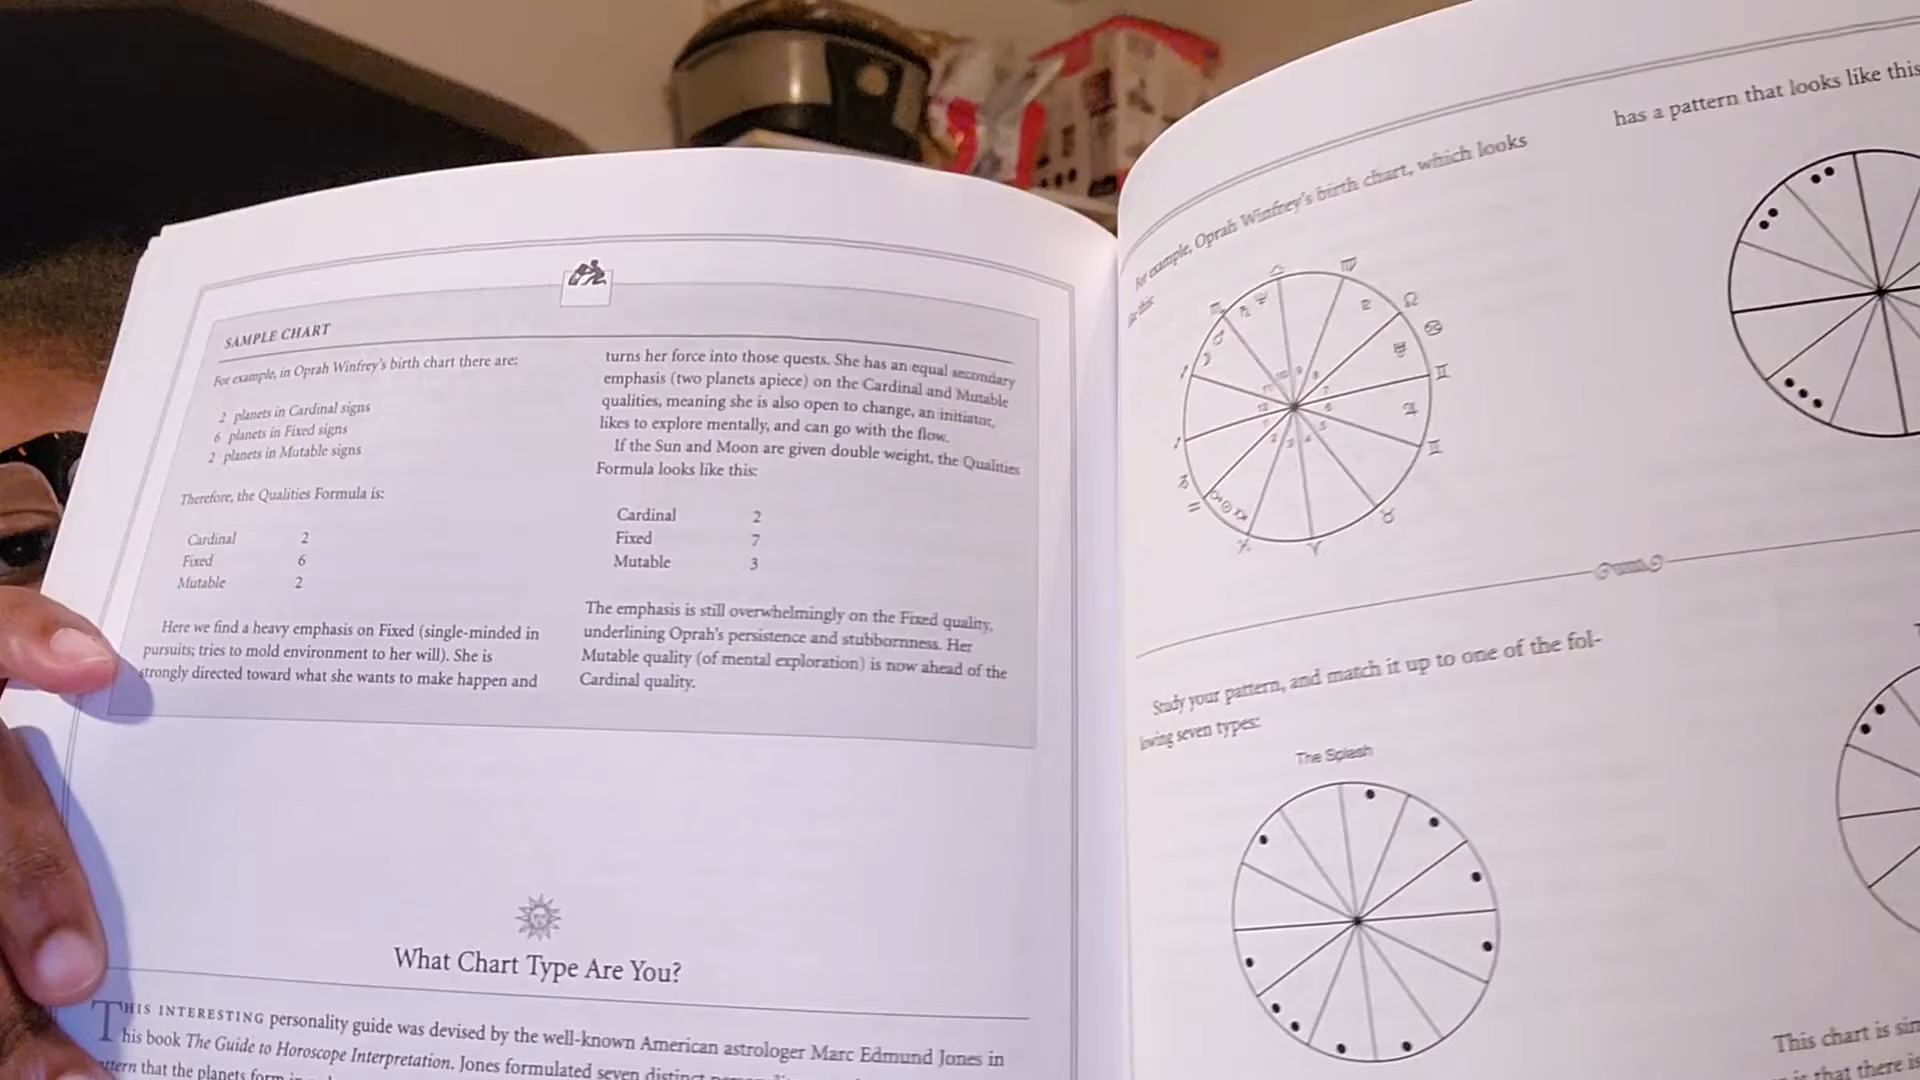 SAMPLE CHART
For example, in Oprah Winfrey's birth chart there are:
2 planets in Cardinal signs
6 planets in Fixed signs
2 planets in Mutable signs
Therefore, the Qualities Formula is:
Cardinal 2
Fixed 6
Mutable 2
Here we find a heavy emphasis on Fixed (single-minded in
pursuits; tries to mold environment to her will). She is
strongly directed toward what she wants to make happen and
turns her force into those quests. She has an equal secondary
emphasis (two planets apiece) on the Cardinal and Mutable
qualities, meaning she is also open to change, an initiator,
likes to explore mentally, and can go with the flow.
If the Sun and Moon are given double weight, the Qualities
Formula looks like this:
Cardinal 2
Fixed 7
Mutable 3
The emphasis is still overwhelmingly on the Fixed quality,
underlining Oprah's persistence and stubbornness. Her
Mutable quality (of mental exploration) is now ahead of the
Cardinal quality.
What Chart Type Are You?
THIS INTERESTING personality guide was devised by the well-known American astrologer Marc Edmund Jones in
his book The Guide to Horoscope Interpretation. Jones formulated seven distinct
that the planets form
For example, Oprah Winfrey's birth chart, which looks
like this:
Study your pattern, and match it up to one of the fol-
lowing seven types:
The Splash
has a pattern that looks like this
This chart is
is that there is